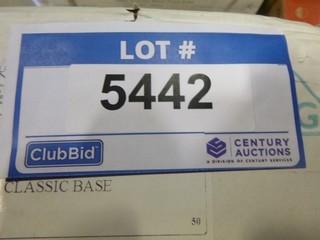 LOT #
5442
ClubBid
CENTURY
AUCTIONS
A DIVISION OF CENTURY SERVICES
CLASSIC BASE
50